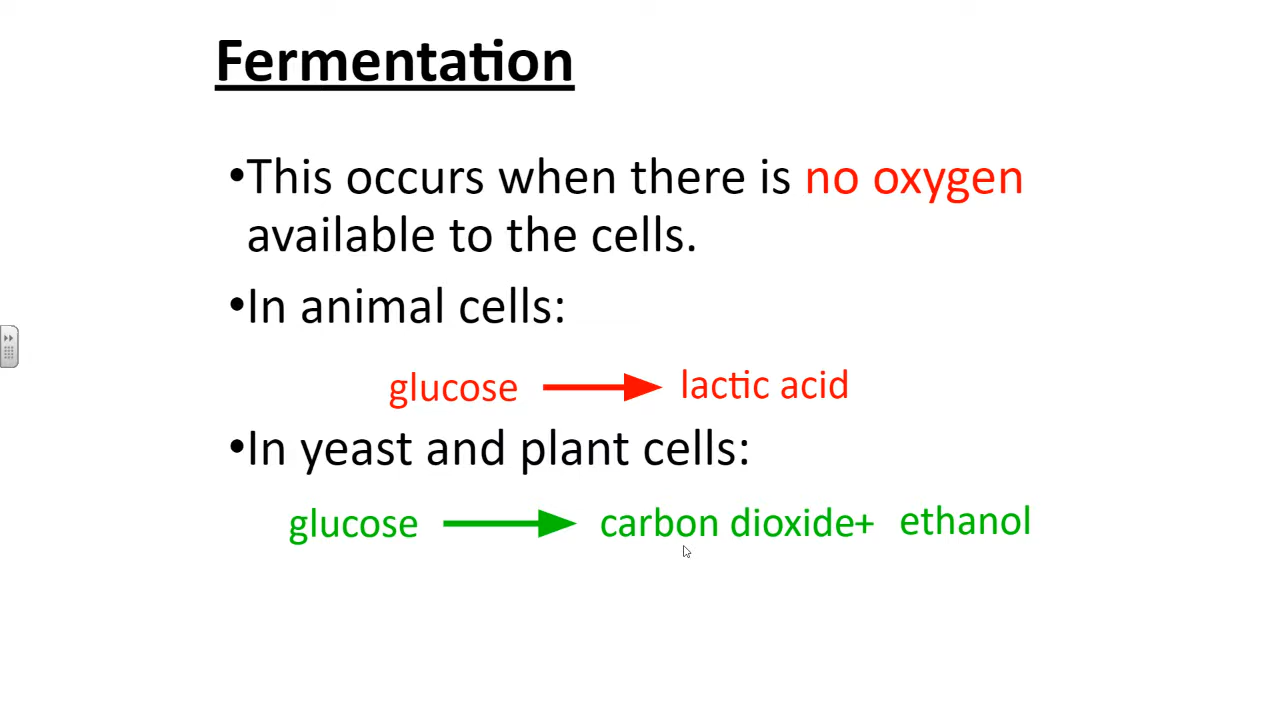 Fermentation
•This occurs when there is no oxygen
available to the cells.
•In animal cells:
glucose → lactic acid
•In yeast and plant cells:
glucose → carbon dioxide+ ethanol